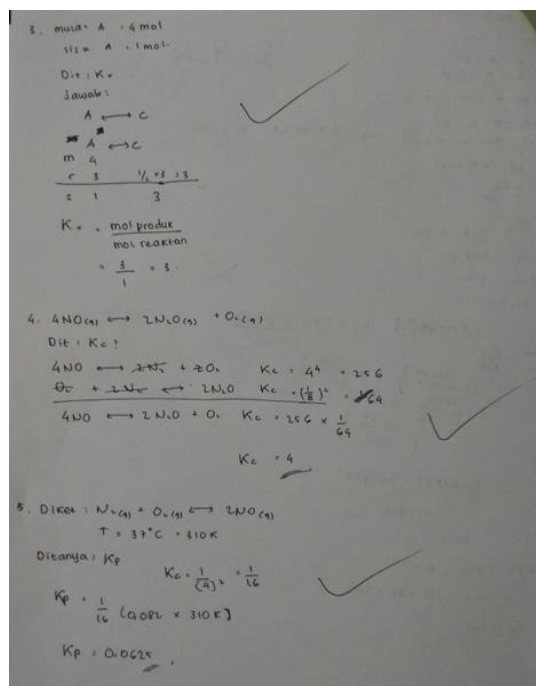 3. mula² A : 4 mol
sisa A : 1 mol.
Dit : Kc
Jawab :
A ⟷ C
A ⟷ C
m 4
r 3 1/1 × 3 = 3
s 1 3
Kc = mol produk / mol reaktan
= 3/1 = 3.
4. 4NO(g) ⟷ 2N₂O(g) + O₂(g)
Dit : Kc ?
4NO ⟷ 2N₂ + 2O₂ Kc = 4⁴ = 256
O₂ + 2N₂ ⟷ 2N₂O Kc = (1/8)² = 1/64
4NO ⟷ 2N₂O + O₂ Kc = 256 × 1/64
Kc = 4
5. Diket : N₂(g) + O₂(g) ⟷ 2NO(g)
T = 37°C = 310K
Ditanya : Kp
Kc = 1/(4)² = 1/16
Kp = 1/16 (0,082 × 310 K)
Kp = 0.0625